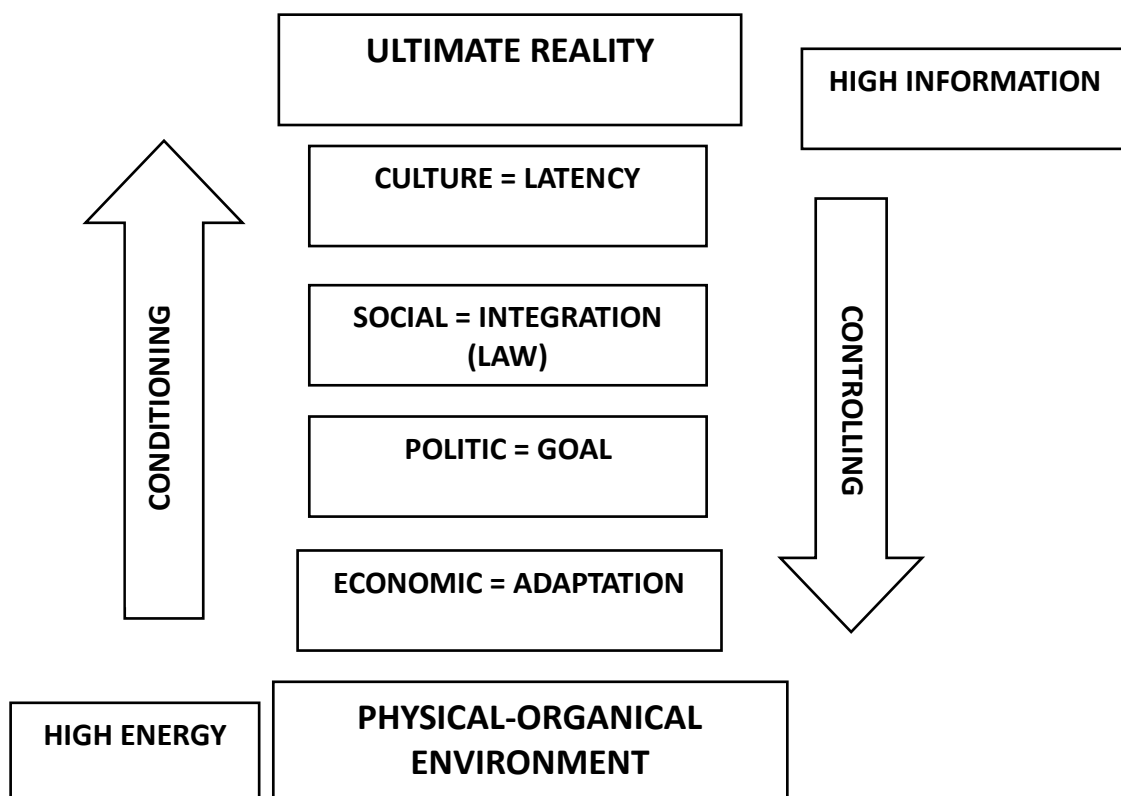 ULTIMATE REALITY
HIGH INFORMATION
CULTURE = LATENCY
SOCIAL = INTEGRATION
(LAW)
CONDITIONING
CONTROLLING
POLITIC = GOAL
ECONOMIC = ADAPTATION
HIGH ENERGY
PHYSICAL-ORGANICAL
ENVIRONMENT